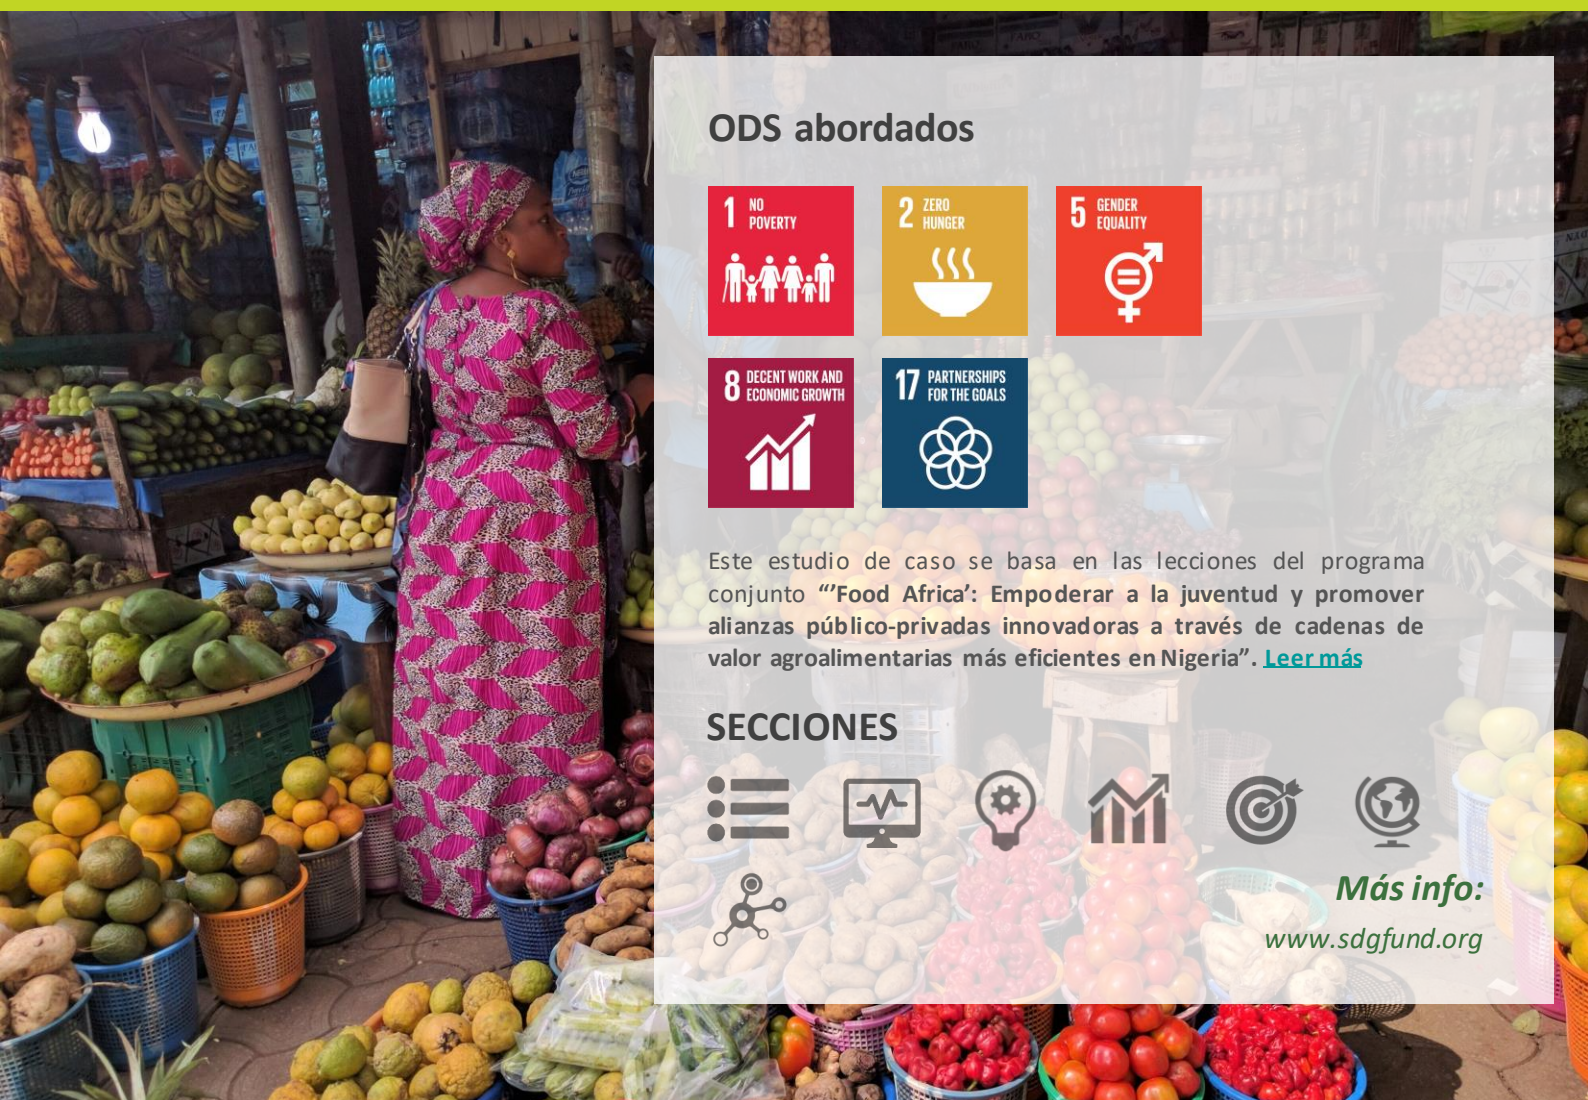 ODS abordados
1 NO POVERTY
2 ZERO HUNGER
5 GENDER EQUALITY
8 DECENT WORK AND ECONOMIC GROWTH
17 PARTNERSHIPS FOR THE GOALS
Este estudio de caso se basa en las lecciones del programa
conjunto “’Food Africa’: Empoderar a la juventud y promover
alianzas público-privadas innovadoras a través de cadenas de
valor agroalimentarias más eficientes en Nigeria”. Leer más
SECCIONES
Más info:
www.sdgfund.org